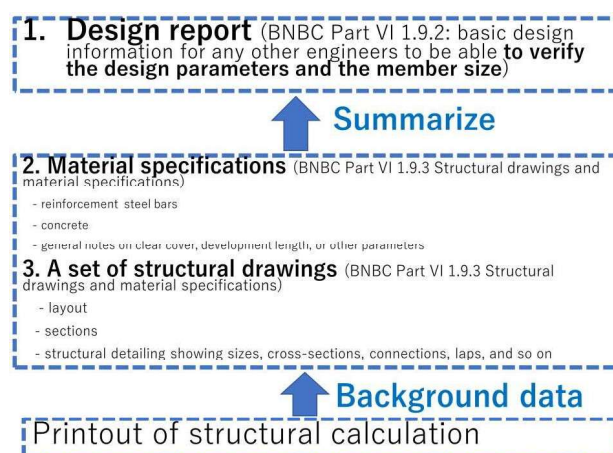 1. Design report (BNBC Part VI 1.9.2: basic design
information for any other engineers to be able to verify
the design parameters and the member size)
Summarize
2. Material specifications (BNBC Part VI 1.9.3 Structural drawings and
material specifications)
- reinforcement steel bars
- concrete
- general notes on clear cover, development length, or other parameters
3. A set of structural drawings (BNBC Part VI 1.9.3 Structural
drawings and material specifications)
- layout
- sections
- structural detailing showing sizes, cross-sections, connections, laps, and so on
Background data
Printout of structural calculation